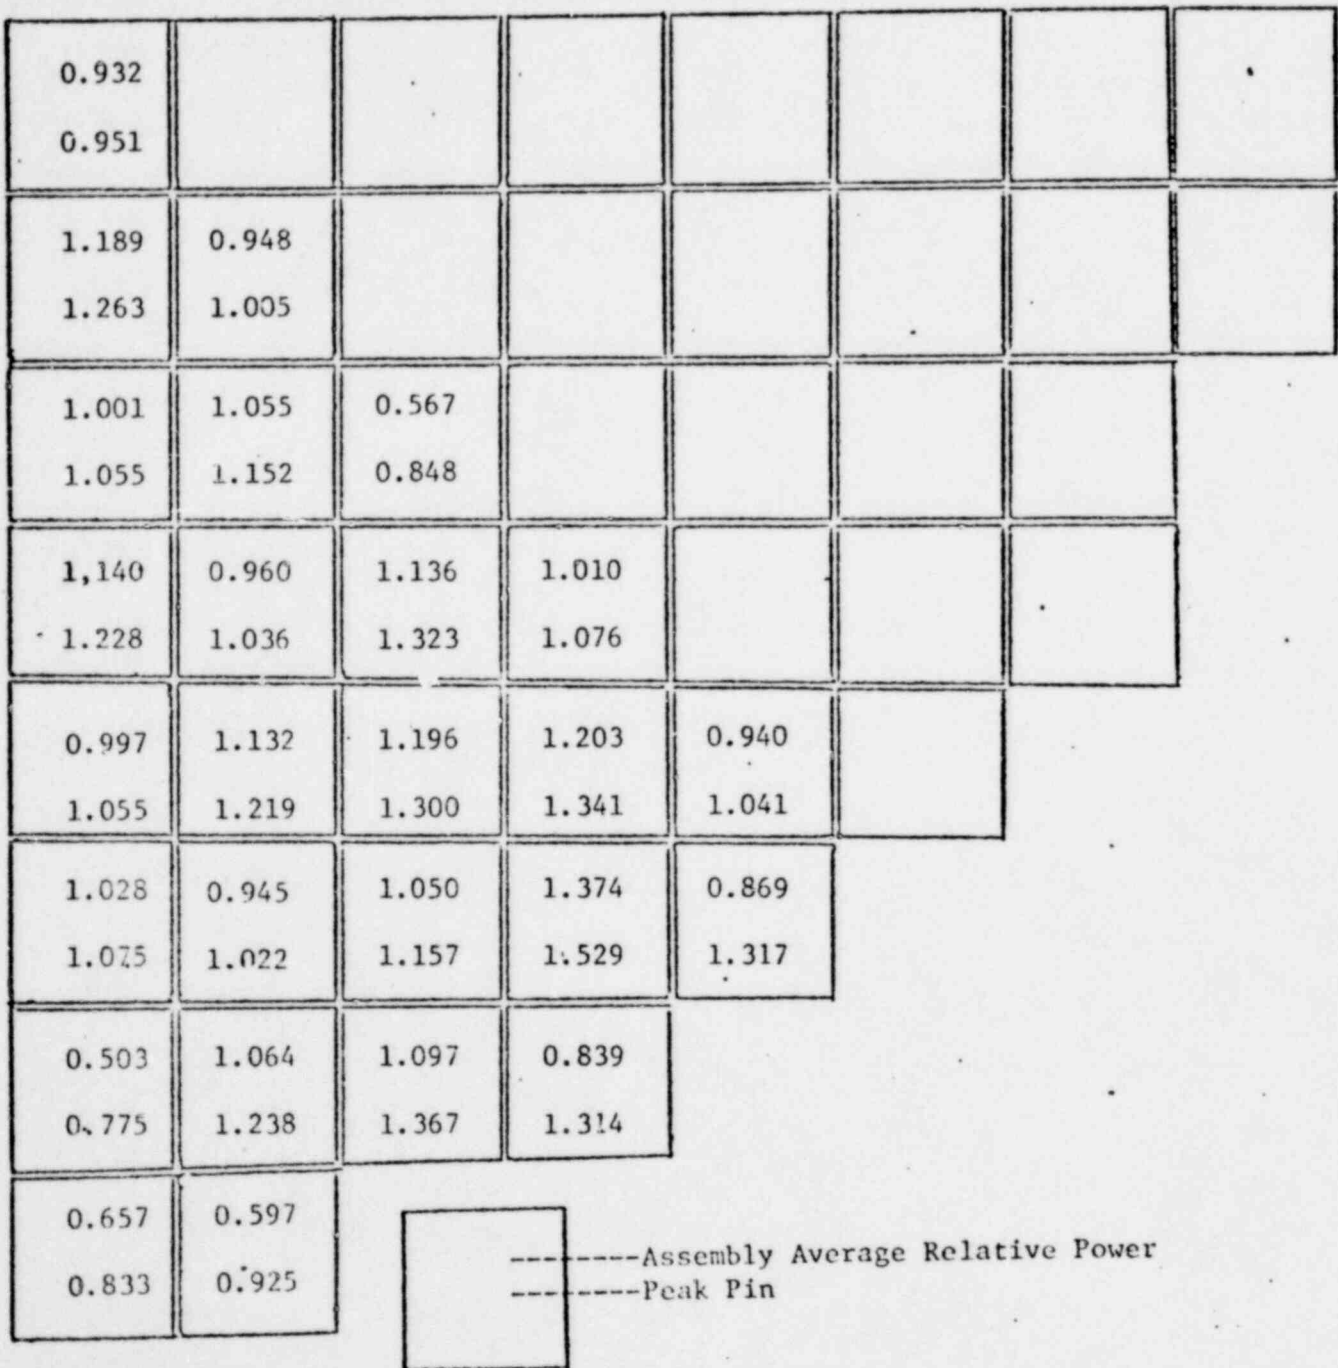 0.932
0.951
1.189 0.948
1.263 1.005
1.001 1.055 0.567
1.055 1.152 0.848
1,140 0.960 1.136 1.010
1.228 1.036 1.323 1.076
0.997 1.132 1.196 1.203 0.940
1.055 1.219 1.300 1.341 1.041
1.028 0.945 1.050 1.374 0.869
1.075 1.022 1.157 1.529 1.317
0.503 1.064 1.097 0.839
0.775 1.238 1.367 1.314
0.657 0.597
0.833 0.925
--------Assembly Average Relative Power
--------Peak Pin